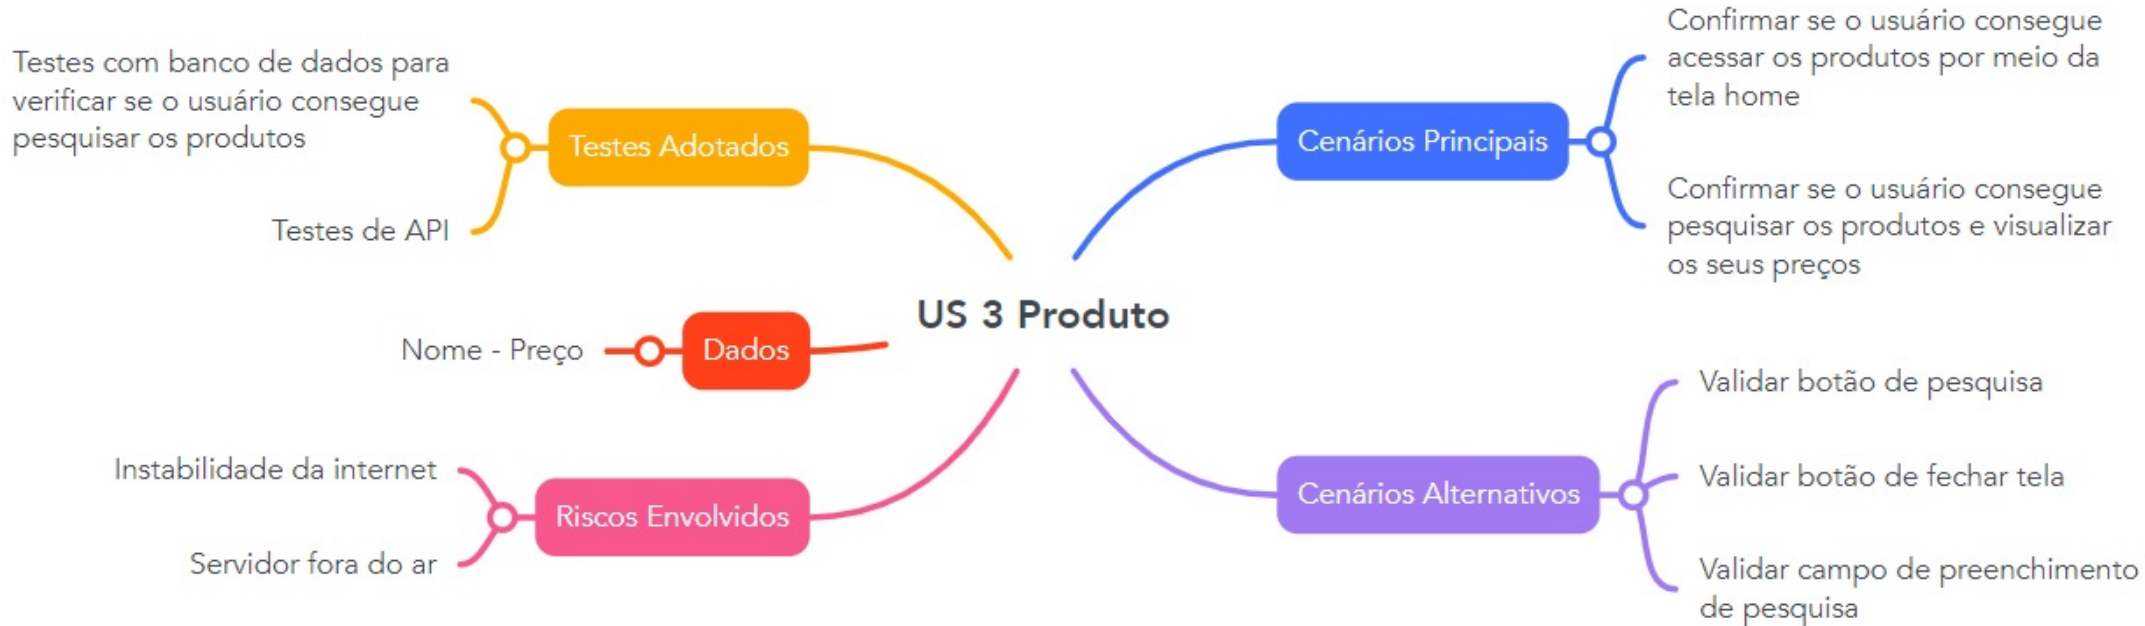 US 3 Produto
Testes Adotados
Testes com banco de dados para
verificar se o usuário consegue
pesquisar os produtos
Testes de API
Dados
Nome - Preço
Riscos Envolvidos
Instabilidade da internet
Servidor fora do ar
Cenários Principais
Confirmar se o usuário consegue
acessar os produtos por meio da
tela home
Confirmar se o usuário consegue
pesquisar os produtos e visualizar
os seus preços
Cenários Alternativos
Validar botão de pesquisa
Validar botão de fechar tela
Validar campo de preenchimento
de pesquisa